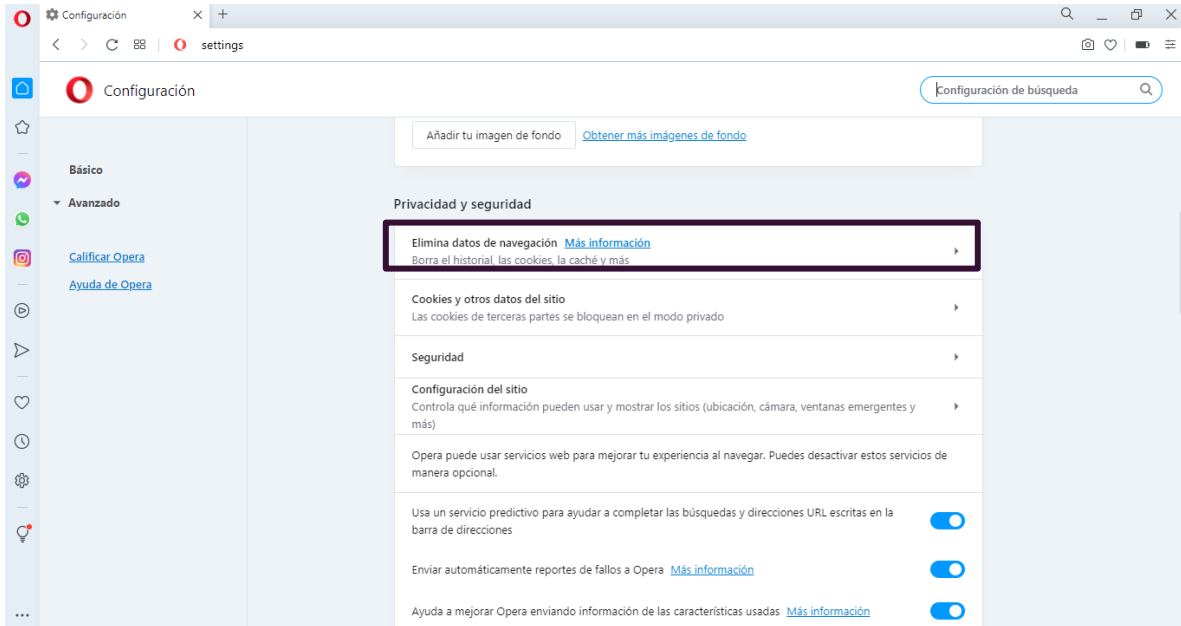 Configuración
settings
Configuración
Configuración de búsqueda
Añadir tu imagen de fondo Obtener más imágenes de fondo
Básico
Avanzado
Calificar Opera
Ayuda de Opera
Privacidad y seguridad
Elimina datos de navegación Más información
Borra el historial, las cookies, la caché y más
Cookies y otros datos del sitio
Las cookies de terceras partes se bloquean en el modo privado
Seguridad
Configuración del sitio
Controla qué información pueden usar y mostrar los sitios (ubicación, cámara, ventanas emergentes y
más)
Opera puede usar servicios web para mejorar tu experiencia al navegar. Puedes desactivar estos servicios de
manera opcional.
Usa un servicio predictivo para ayudar a completar las búsquedas y direcciones URL escritas en la
barra de direcciones
Enviar automáticamente reportes de fallos a Opera Más información
Ayuda a mejorar Opera enviando información de las características usadas Más información